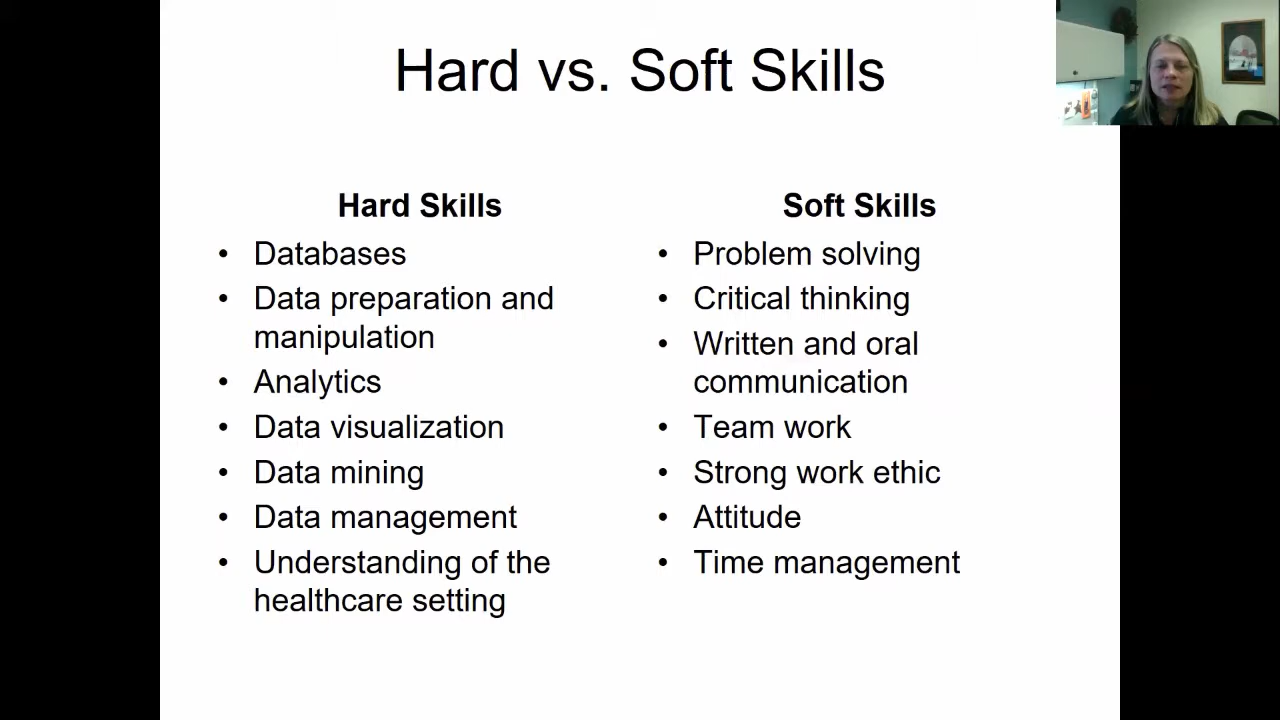 Hard vs. Soft Skills
Hard Skills
• Databases
• Data preparation and
manipulation
• Analytics
• Data visualization
• Data mining
• Data management
• Understanding of the
healthcare setting
Soft Skills
• Problem solving
• Critical thinking
• Written and oral
communication
• Team work
• Strong work ethic
• Attitude
• Time management